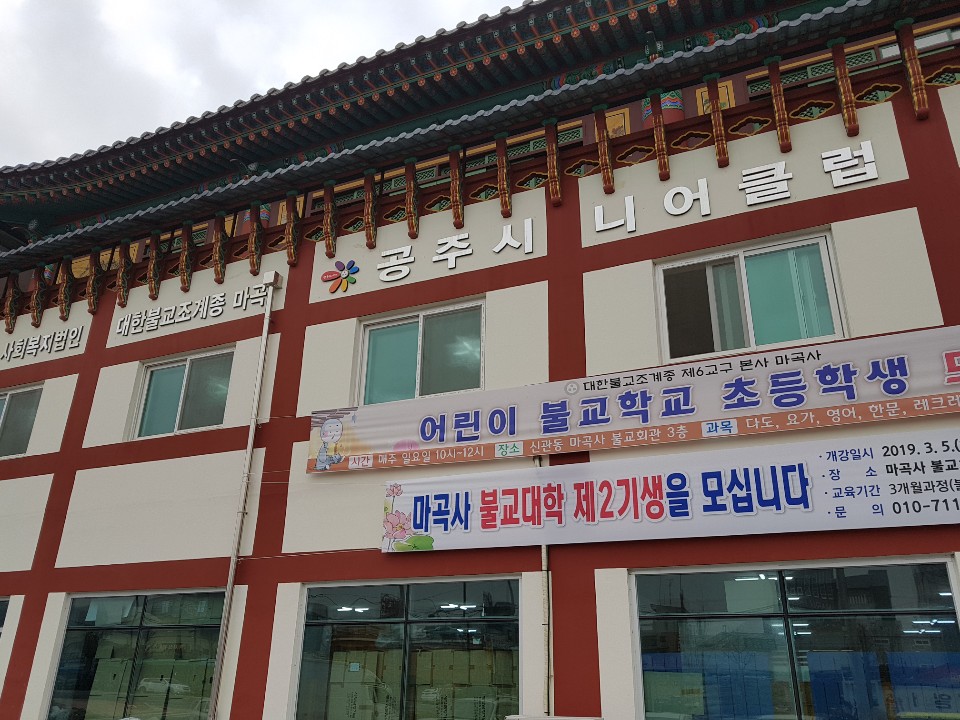 사회복지법인
대한불교조계종 마곡
공주시 니어클럽
대한불교조계종 제6교구 본사 마곡사
어린이 불교학교 초등학생
시간 매주 일요일 10시~12시 장소 신관동 마곡사 불교회관 3층 과목 다도, 요가, 영어, 한문, 레크레
마곡사 불교대학 제2기생을 모십니다
· 개강일시 2019. 3. 5.(
· 장 소 마곡사 불교
· 교육기간 3개월과정(불
· 문 의 010-711